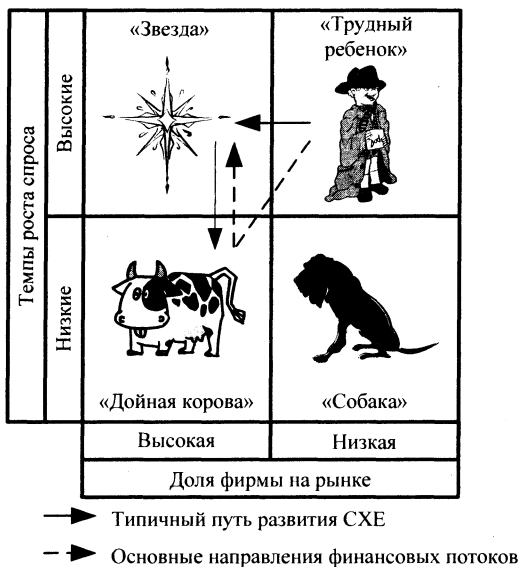 «Звезда»
«Трудный
ребенок»
Темпы роста спроса
Высокие
Низкие
«Дойная корова»
«Собака»
Высокая
Низкая
Доля фирмы на рынке
Типичный путь развития СХЕ
Основные направления финансовых потоков